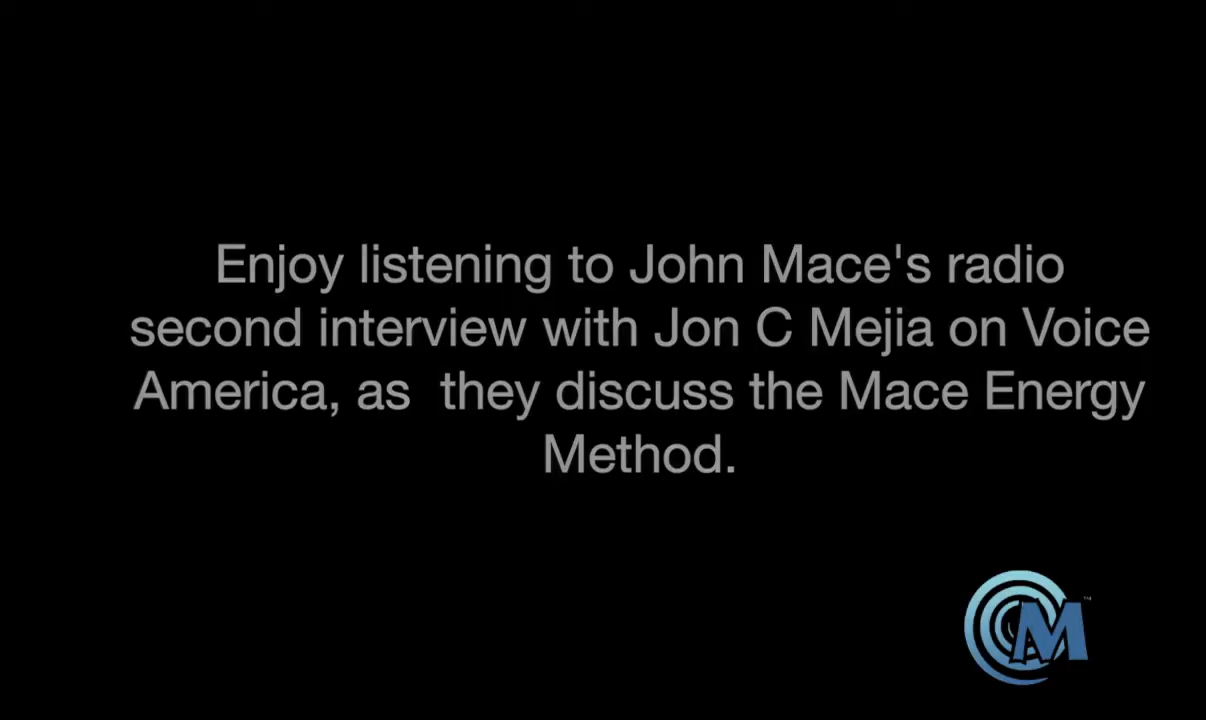 Enjoy listening to John Mace's radio
second interview with Jon C Mejia on Voice
America, as  they discuss the Mace Energy
Method.
M
™